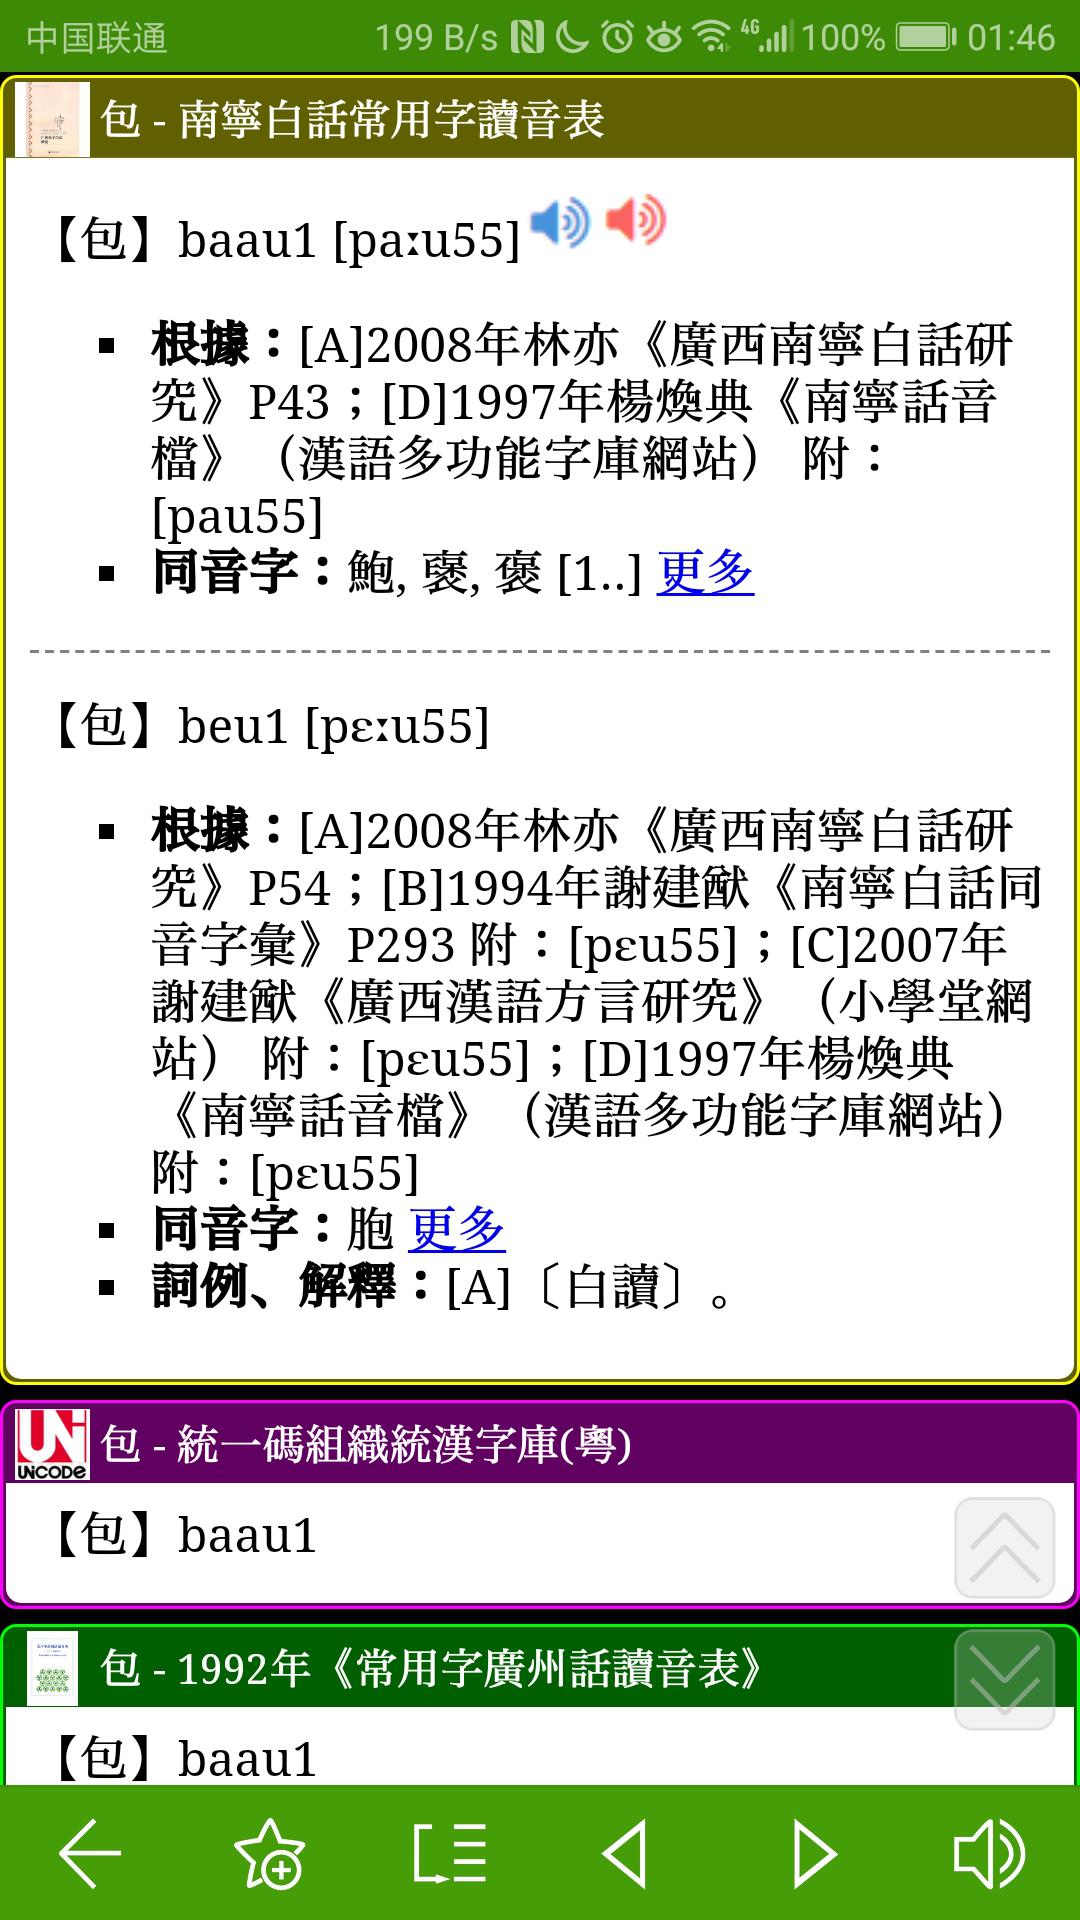 中国联通 199 B/s 4G 100% 01:46
包 - 南寧白話常用字讀音表
【包】baau1 [paːu55]
根據：[A]2008年林亦《廣西南寧白話研
究》P43；[D]1997年楊煥典《南寧話音
檔》（漢語多功能字庫網站） 附：
[pau55]
同音字：鮑, 襃, 褒 [1..] 更多
【包】beu1 [pɛːu55]
根據：[A]2008年林亦《廣西南寧白話研
究》P54；[B]1994年謝建猷《南寧白話同
音字彙》P293 附：[pɛu55]；[C]2007年
謝建猷《廣西漢語方言研究》（小學堂網
站） 附：[pɛu55]；[D]1997年楊煥典
《南寧話音檔》（漢語多功能字庫網站）
附：[pɛu55]
同音字：胞 更多
詞例、解釋：[A]〔白讀〕。
UNiCODE
包 - 統一碼組織統漢字庫(粵)
【包】baau1
包 - 1992年《常用字廣州話讀音表》
【包】baau1